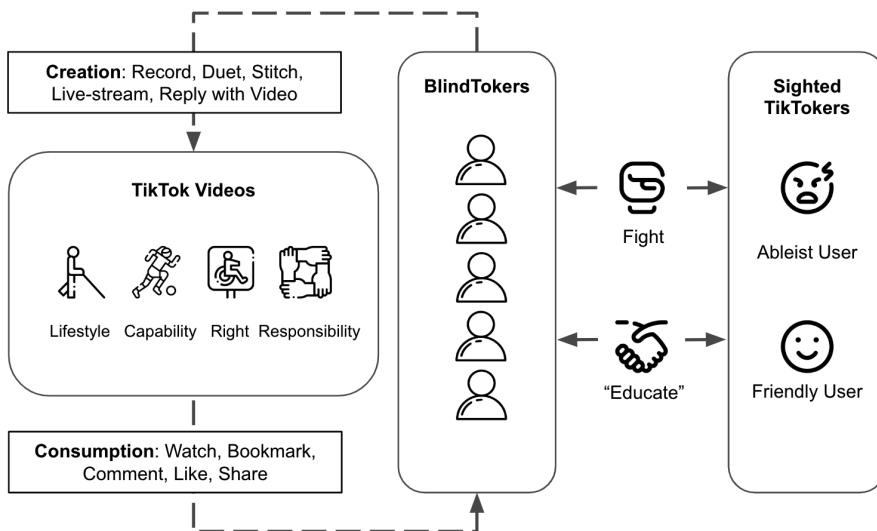 Creation: Record, Duet, Stitch,
Live-stream, Reply with Video
TikTok Videos
Lifestyle
Capability
Right
Responsibility
Consumption: Watch, Bookmark,
Comment, Like, Share
BlindTokers
Fight
“Educate”
Sighted
TikTokers
Ableist User
Friendly User